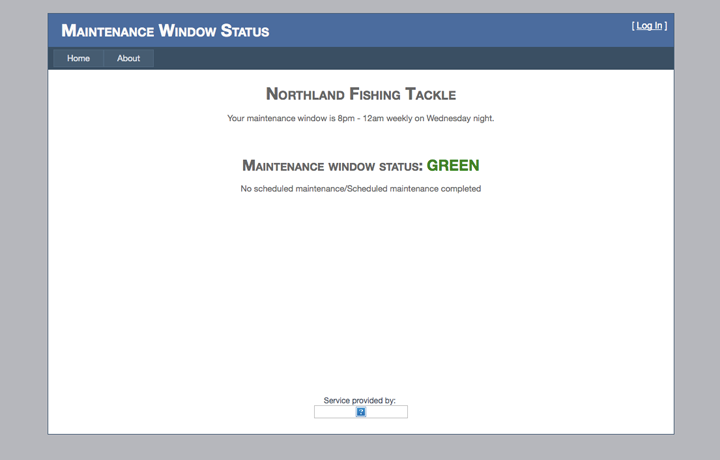 Maintenance Window Status
[ Log In ]
Home
About
Northland Fishing Tackle
Your maintenance window is 8pm - 12am weekly on Wednesday night.
Maintenance window status: GREEN
No scheduled maintenance/Scheduled maintenance completed
Service provided by:
?